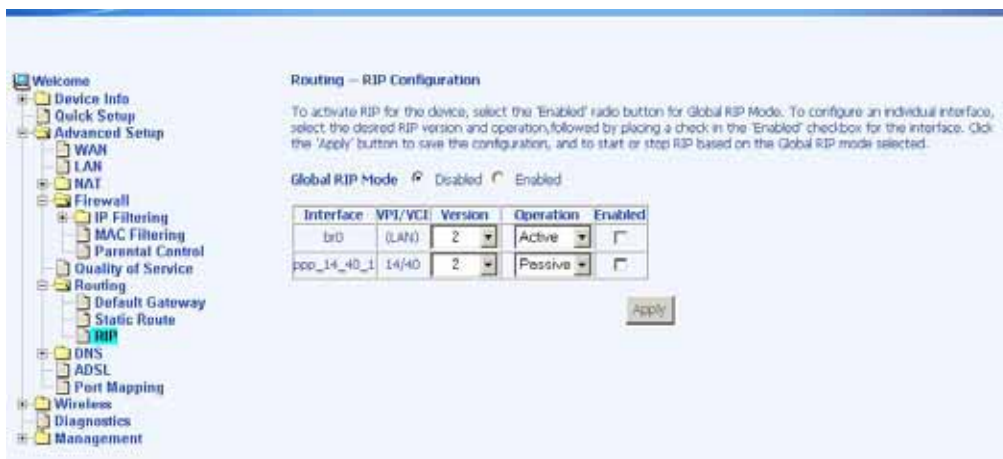 Welcome
Device Info
Quick Setup
Advanced Setup
WAN
LAN
NAT
Firewall
IP Filtering
MAC Filtering
Parental Control
Quality of Service
Routing
Default Gateway
Static Route
RIP
DNS
ADSL
Port Mapping
Wireless
Diagnostics
Management
Routing -- RIP Configuration
To activate RIP for the device, select the 'Enabled' radio button for Global RIP Mode. To configure an individual interface,
select the desired RIP version and operation,followed by placing a check in the 'Enabled' checkbox for the interface. Click
the 'Apply' button to save the configuration, and to start or stop RIP based on the Global RIP mode selected.
Global RIP Mode Disabled Enabled
Interface VPI/VCI Version Operation Enabled
br0 (LAN) 2 Active
ppp_14_40_1 14/40 2 Passive
Apply